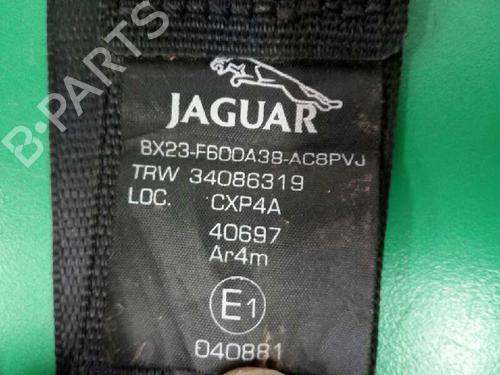 JAGUAR
8X23-F600A38-AC8PVJ
TRW 34086319
LOC. CXP4A
40697
Ar4m
E1
040881
B-PARTS